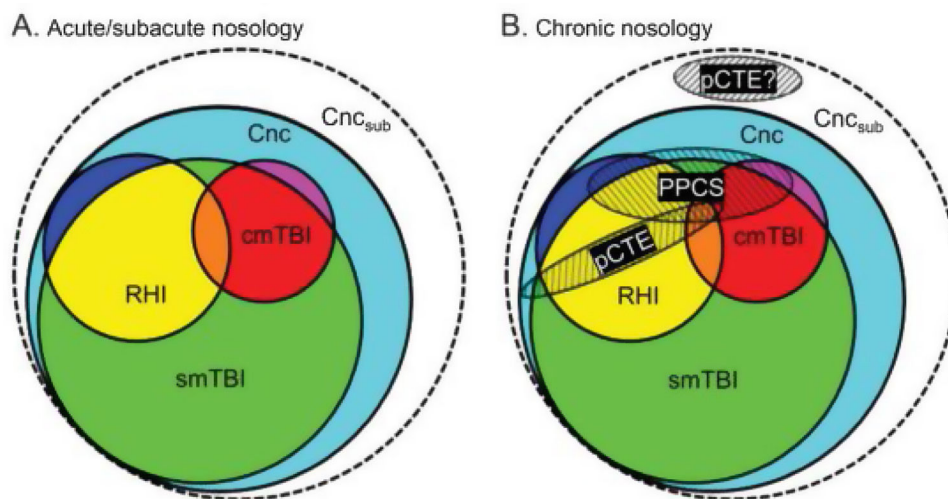 A. Acute/subacute nosology
Cnc_sub
Cnc
cmTBI
RHI
smTBI
B. Chronic nosology
pCTE?
Cnc_sub
Cnc
PPCS
cmTBI
pCTE
RHI
smTBI